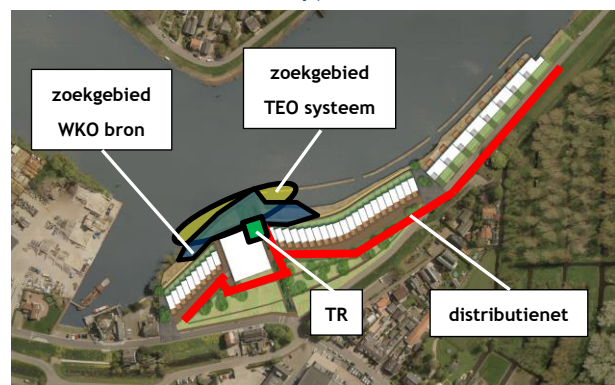 zoekgebied
TEO systeem
zoekgebied
WKO bron
TR
distributienet